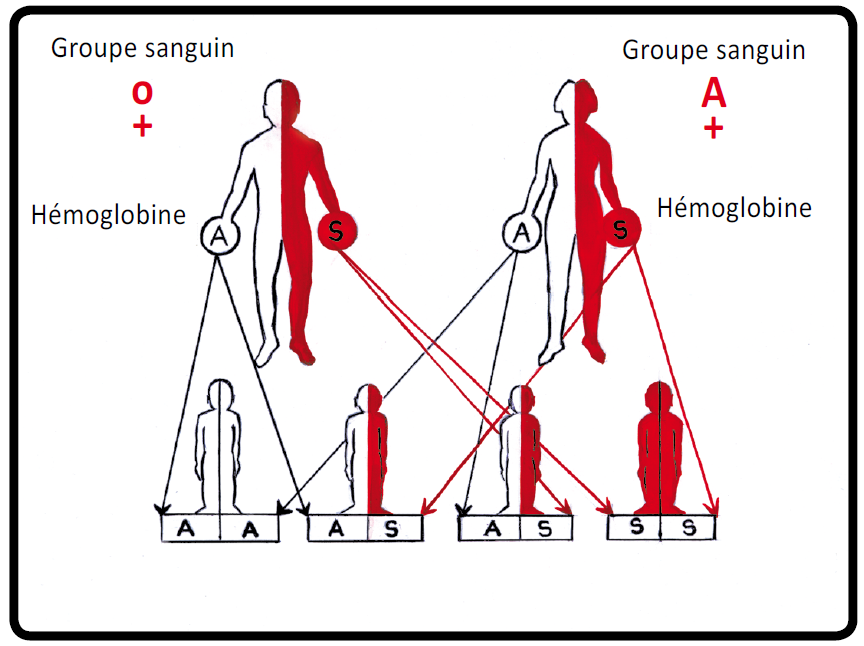 Groupe sanguin
o
+
Groupe sanguin
A
+
Hémoglobine
A
S
A
S
Hémoglobine
A A
A S
A S
S S